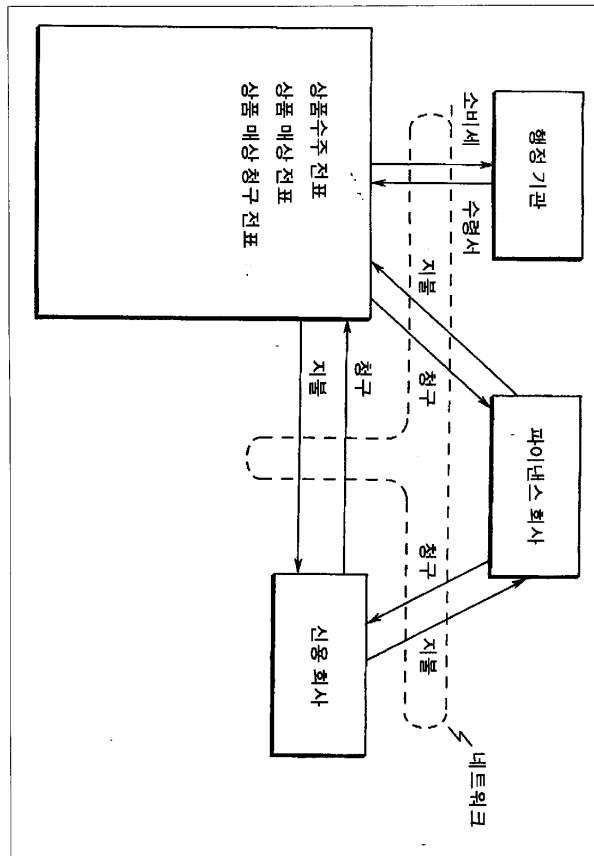 행정 기관
소비세
수령서
상품수주 전표
상품 매상 전표
상품 매상 청구 전표
지불
청구
파이낸스 회사
지불
청구
청구
지불
신용 회사
네트워크